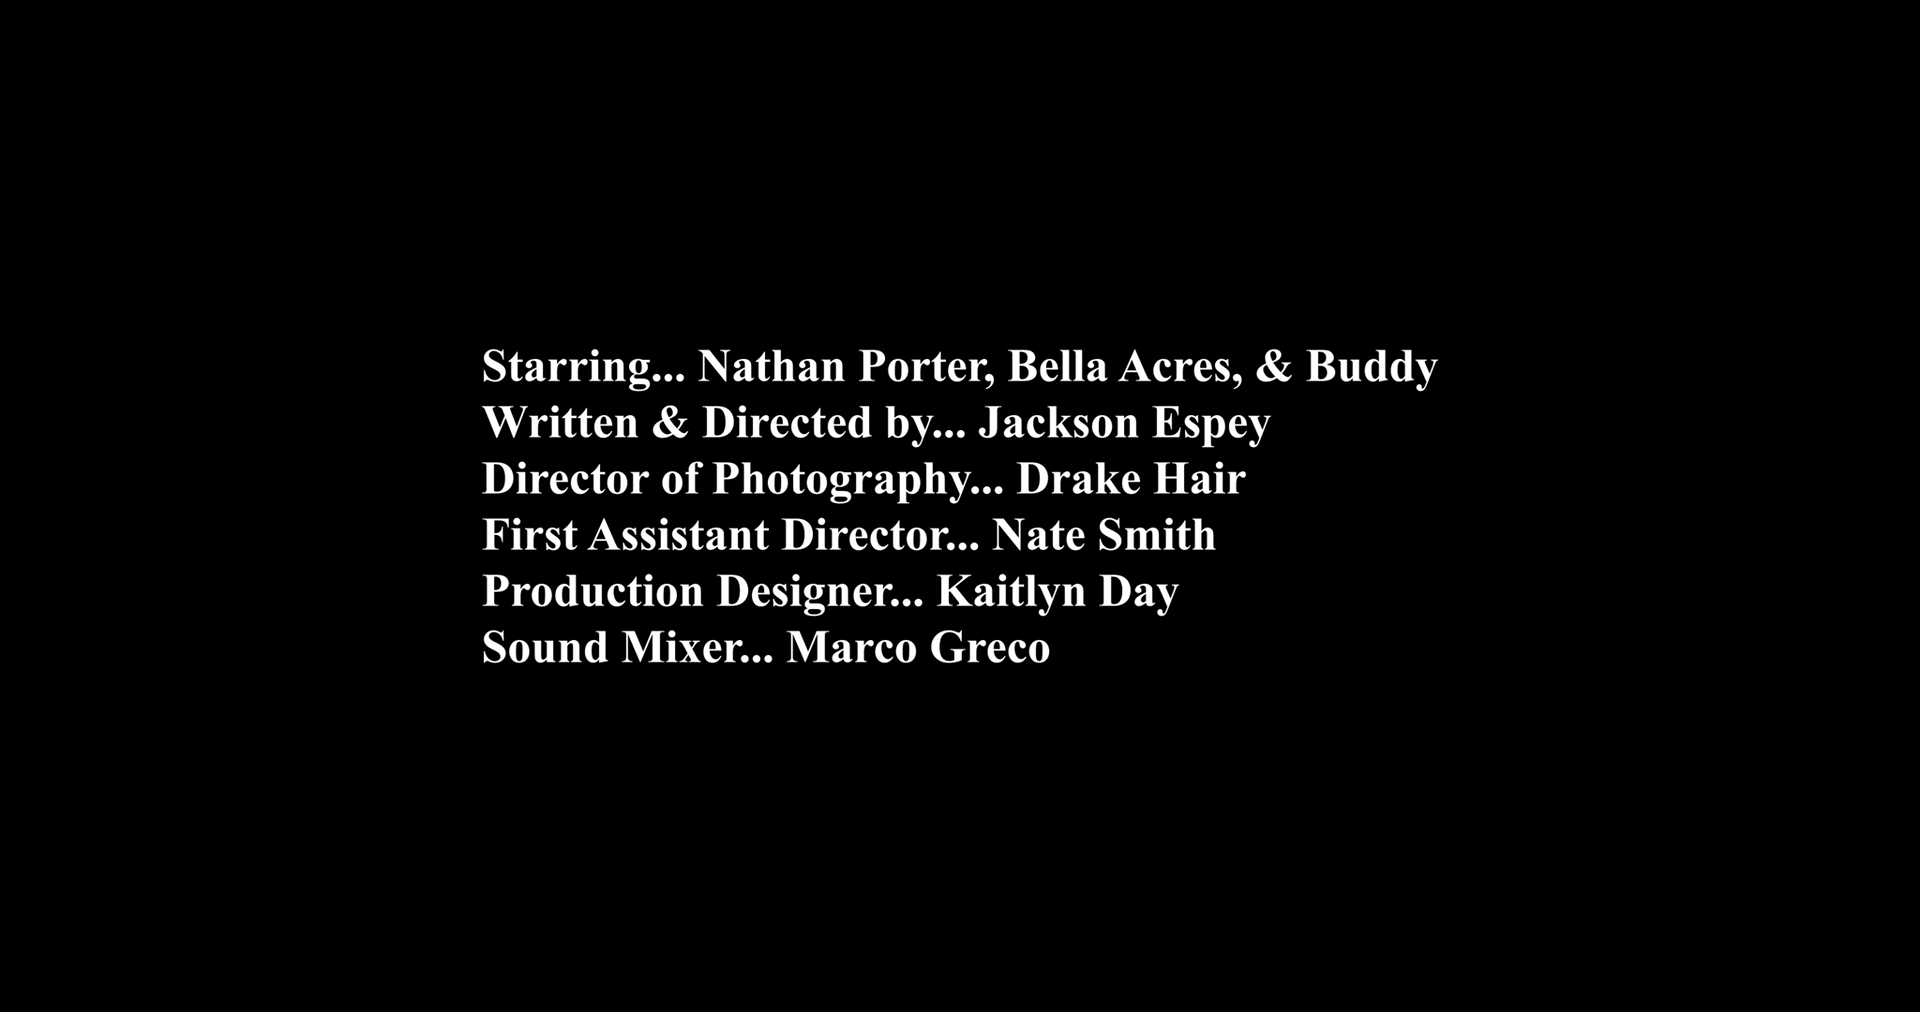 Starring... Nathan Porter, Bella Acres, & Buddy
Written & Directed by... Jackson Espey
Director of Photography... Drake Hair
First Assistant Director... Nate Smith
Production Designer... Kaitlyn Day
Sound Mixer... Marco Greco